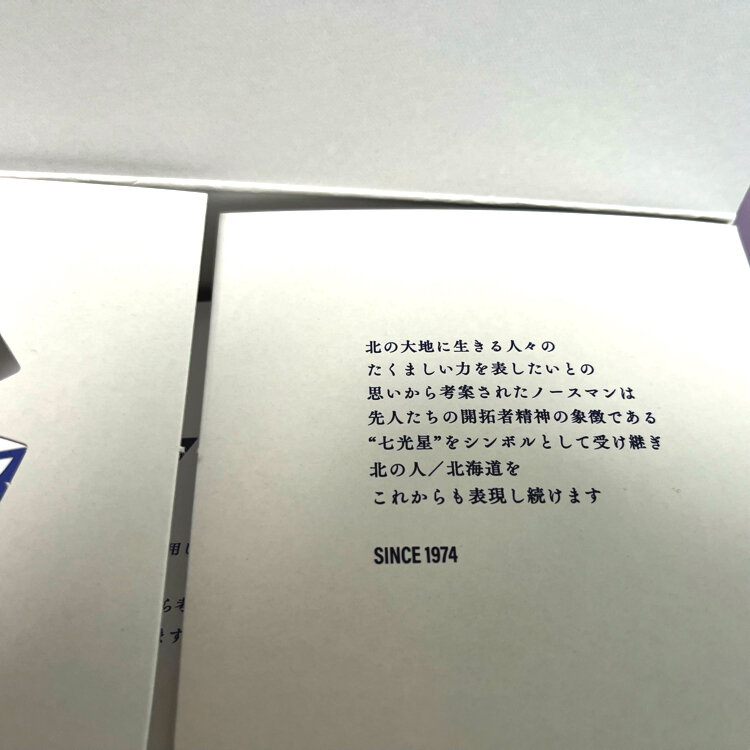 北の大地に生きる人々の
たくましい力を表したいとの
思いから考案されたノースマンは
先人たちの開拓者精神の象徴である
“七光星”をシンボルとして受け継ぎ
北の人／北海道を
これからも表現し続けます
SINCE 1974